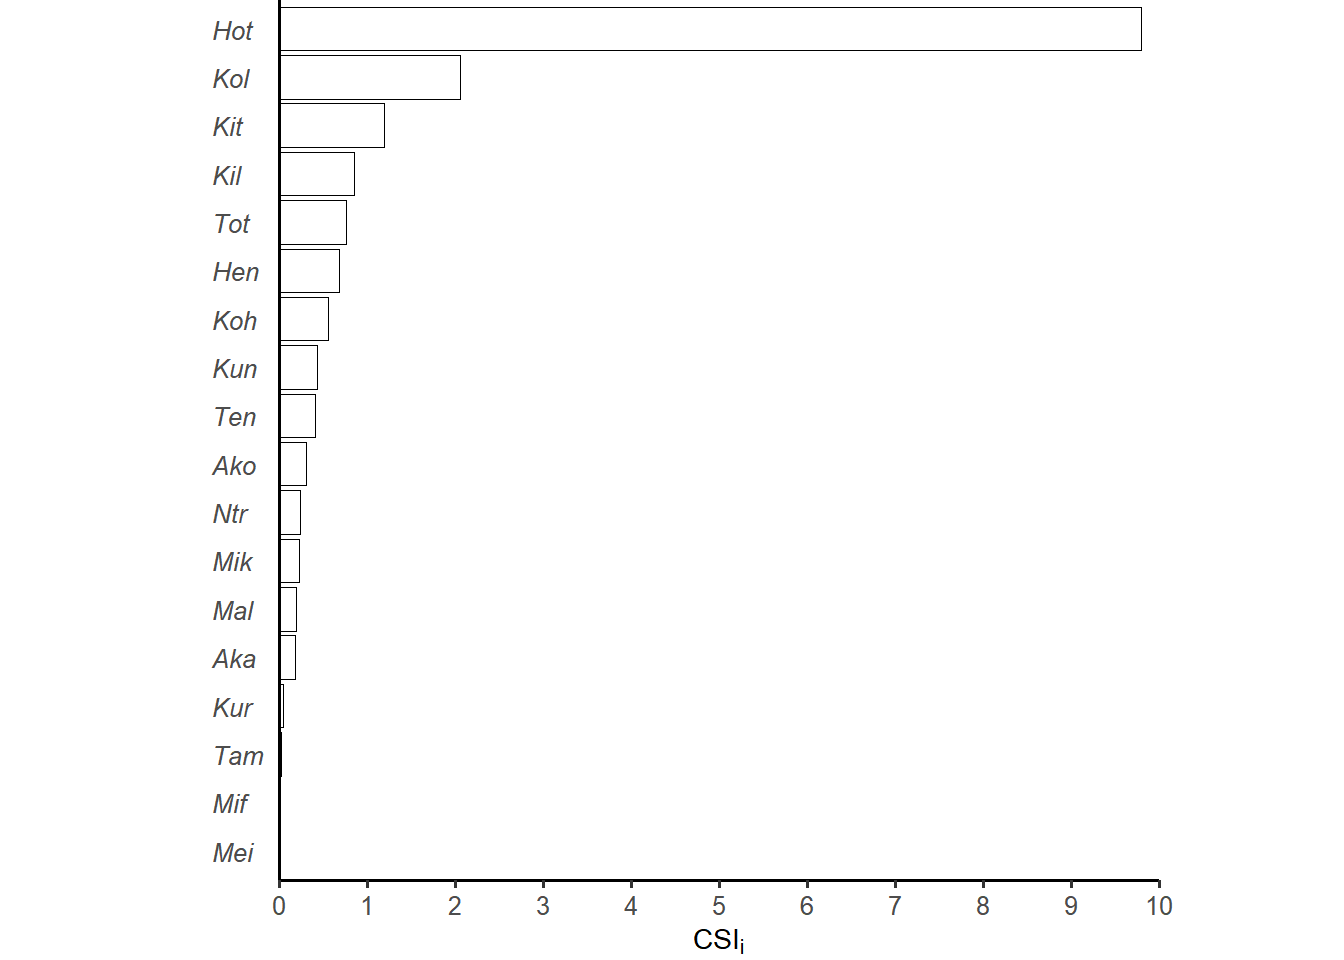 Hot
Kol
Kit
Kil
Tot
Hen
Koh
Kun
Ten
Ako
Ntr
Mik
Mal
Aka
Kur
Tam
Mif
Mei
0 1 2 3 4 5 6 7 8 9 10
CSIi